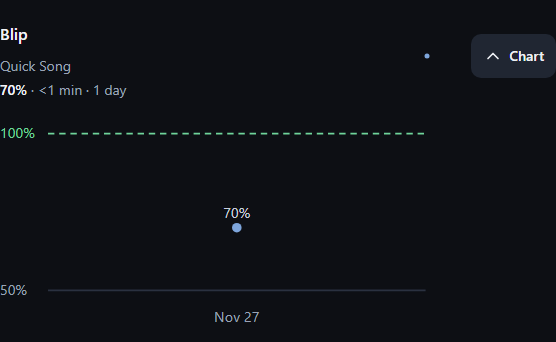 Blip
Quick Song
Chart
70% · <1 min · 1 day
100%
70%
50%
Nov 27